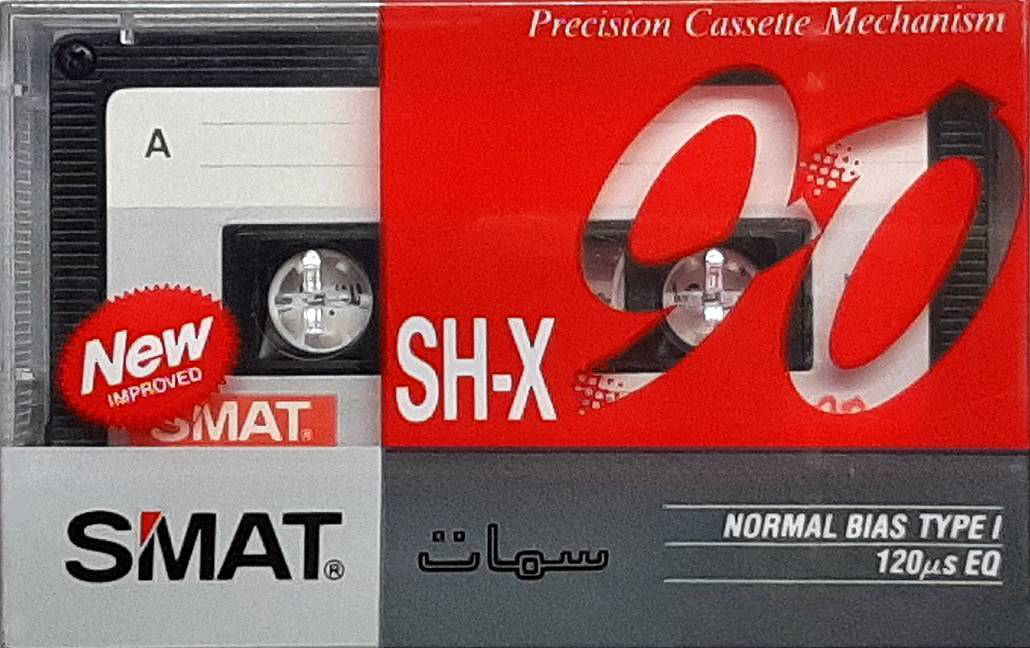 Precision Cassette Mechanism
A
90
New
IMPROVED
SH-X
SMAT®
SMAT®
سمات
NORMAL BIAS TYPE I
120μs EQ